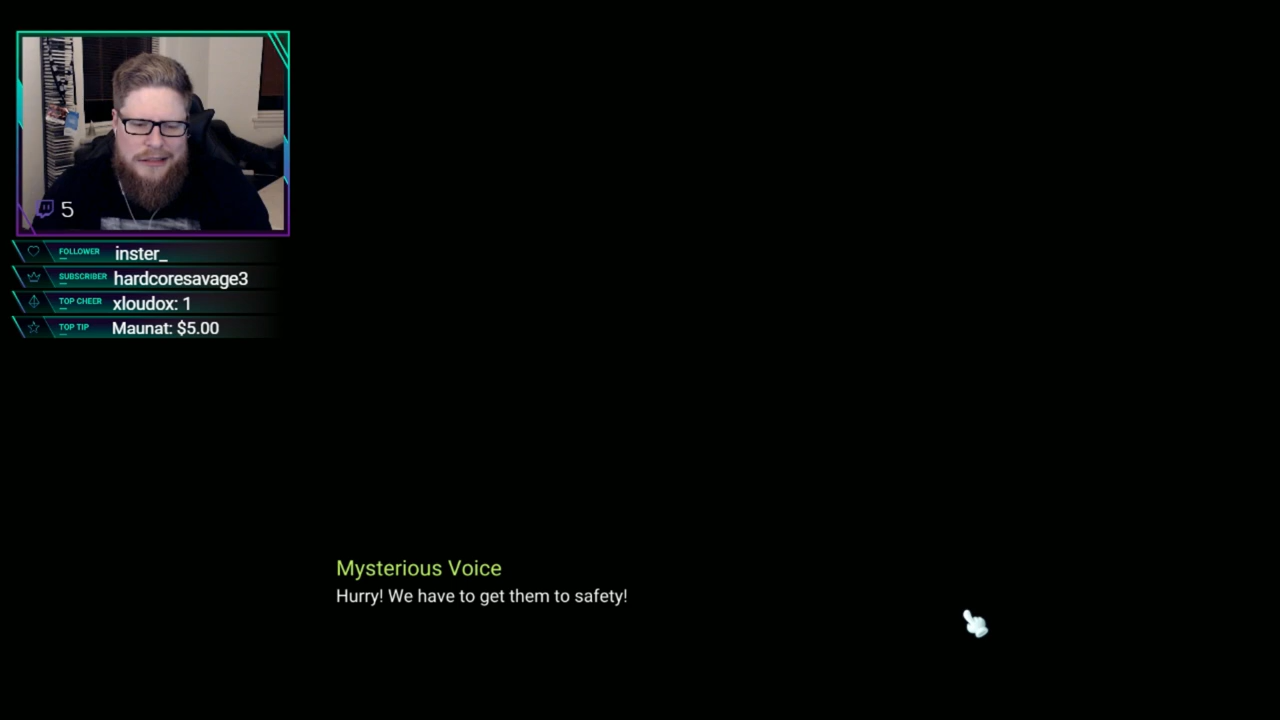 5
FOLLOWER inster_
SUBSCRIBER hardcoresavage3
TOP CHEER xloudox: 1
TOP TIP Maunat: $5.00
Mysterious Voice
Hurry! We have to get them to safety!